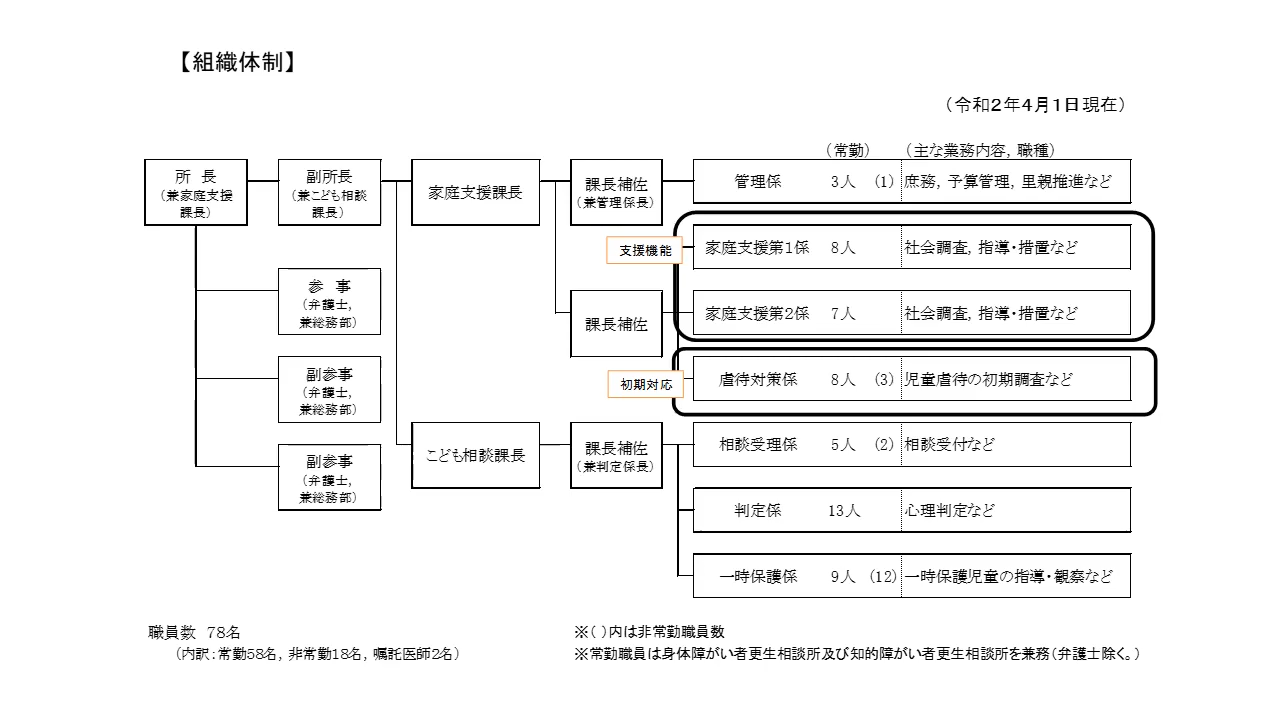 【組織体制】
（令和２年４月１日現在）
（常勤） （主な業務内容，職種）
所 長
（兼家庭支援
課長）
副所長
（兼こども相談
課長）
家庭支援課長
課長補佐
（兼管理係長）
管理係 3人 (1) 庶務，予算管理，里親推進など
支援機能
家庭支援第1係 8人 社会調査，指導・措置など
参 事
（弁護士，
兼総務部）
課長補佐
家庭支援第2係 7人 社会調査，指導・措置など
副参事
（弁護士，
兼総務部）
初期対応
虐待対策係 8人 (3) 児童虐待の初期調査など
こども相談課長
課長補佐
（兼判定係長）
相談受理係 5人 (2) 相談受付など
副参事
（弁護士，
兼総務部）
判定係 13人 心理判定など
一時保護係 9人 (12) 一時保護児童の指導・観察など
職員数 78名
（内訳：常勤58名，非常勤18名，嘱託医師2名）
※（ ）内は非常勤職員数
※常勤職員は身体障がい者更生相談所及び知的障がい者更生相談所を兼務（弁護士除く。）